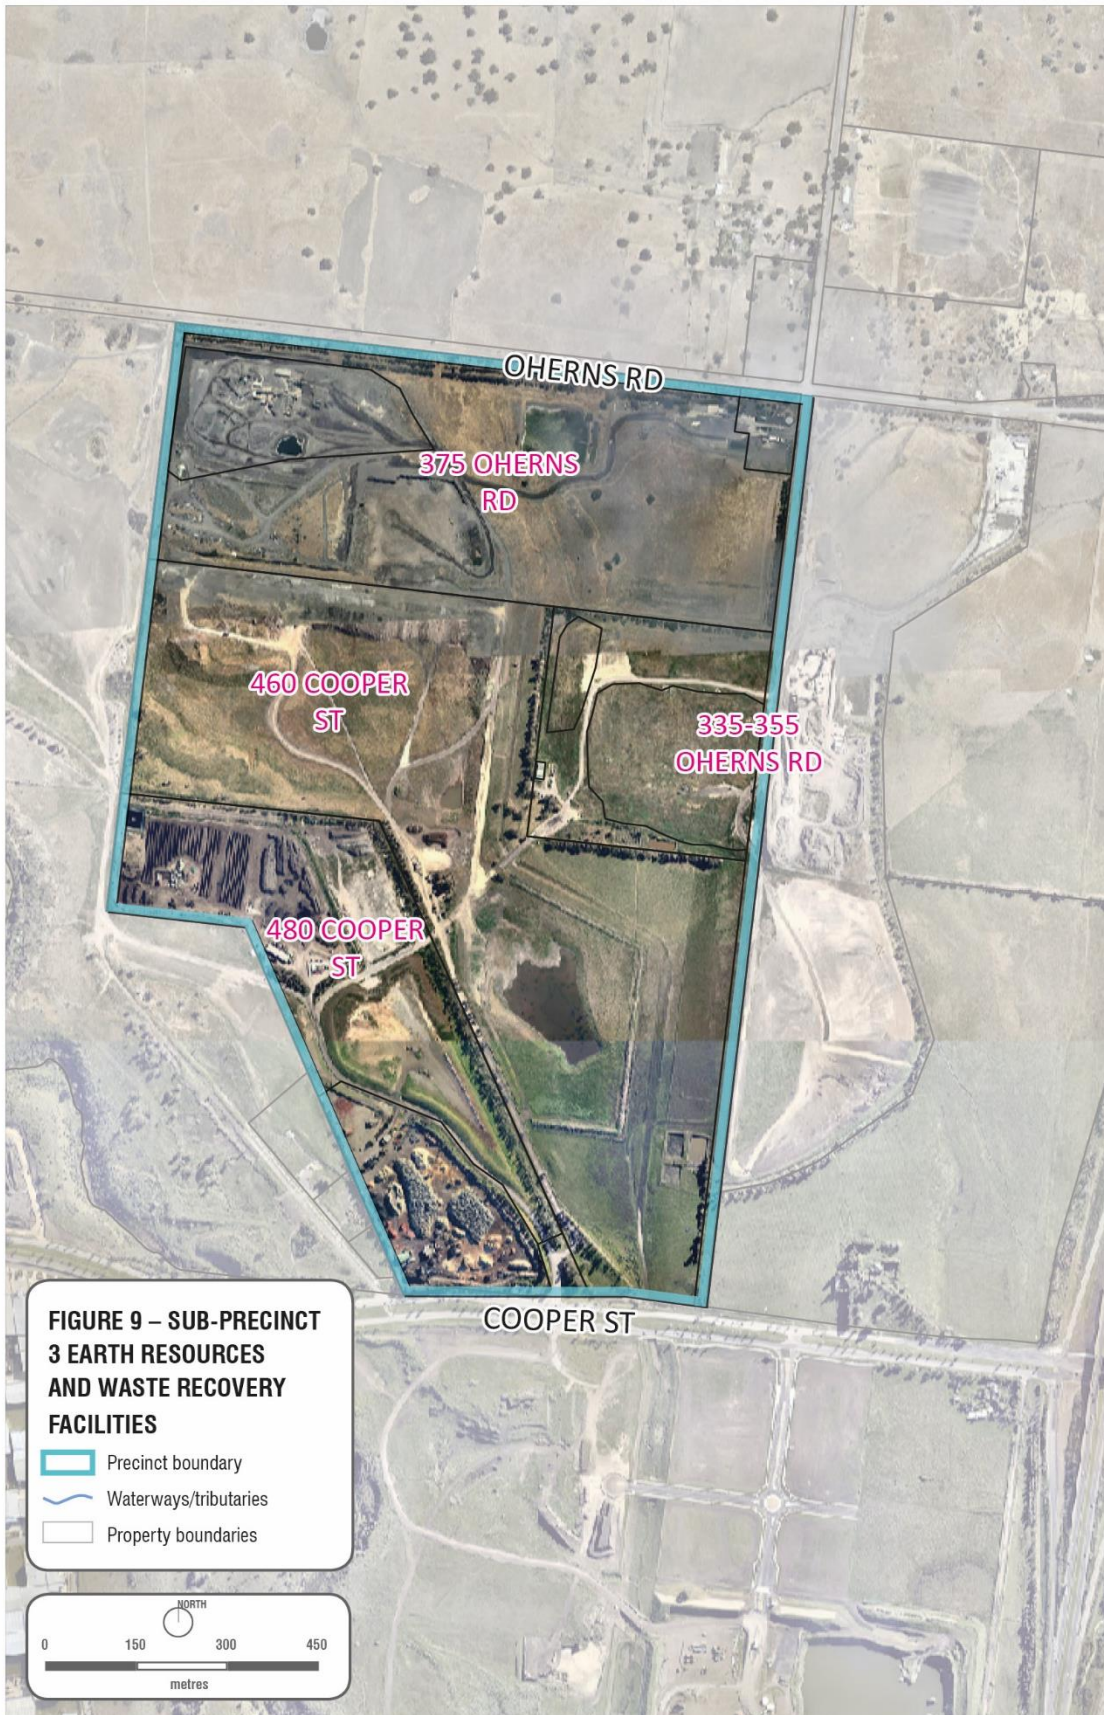 OHERNS RD
375 OHERNS
RD
460 COOPER
ST
335-355
OHERNS RD
480 COOPER
ST
COOPER ST
FIGURE 9 – SUB-PRECINCT
3 EARTH RESOURCES
AND WASTE RECOVERY
FACILITIES
Precinct boundary
Waterways/tributaries
Property boundaries
NORTH
0 150 300 450
metres